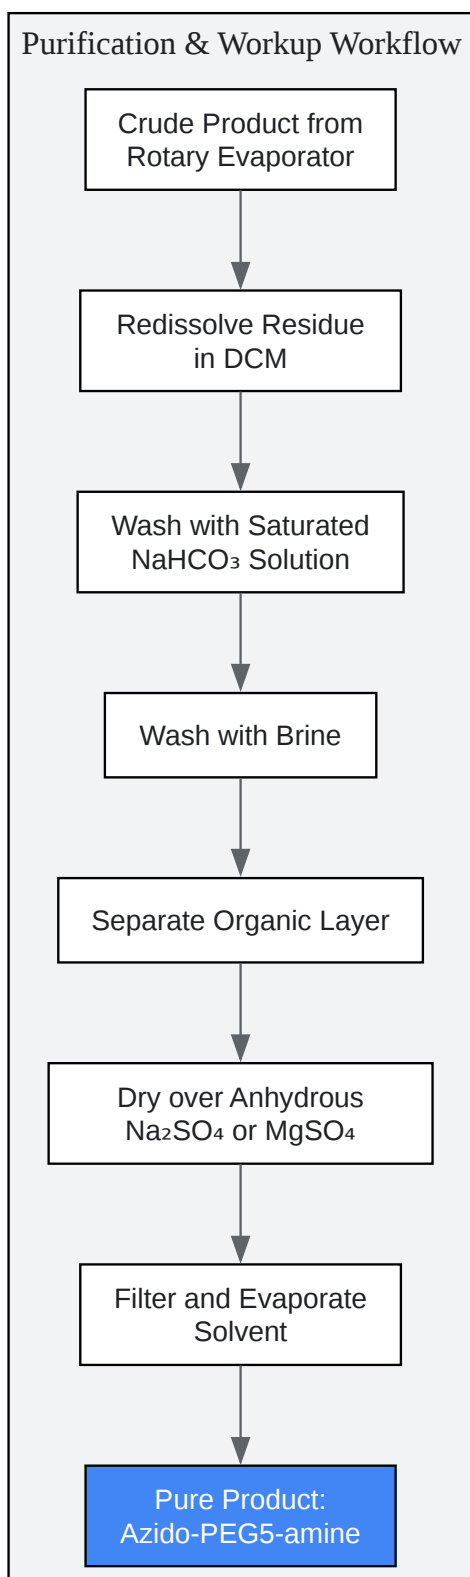 Purification & Workup Workflow
Crude Product from
Rotary Evaporator
Redissolve Residue
in DCM
Wash with Saturated
NaHCO₃ Solution
Wash with Brine
Separate Organic Layer
Dry over Anhydrous
Na₂SO₄ or MgSO₄
Filter and Evaporate
Solvent
Pure Product:
Azido-PEG5-amine